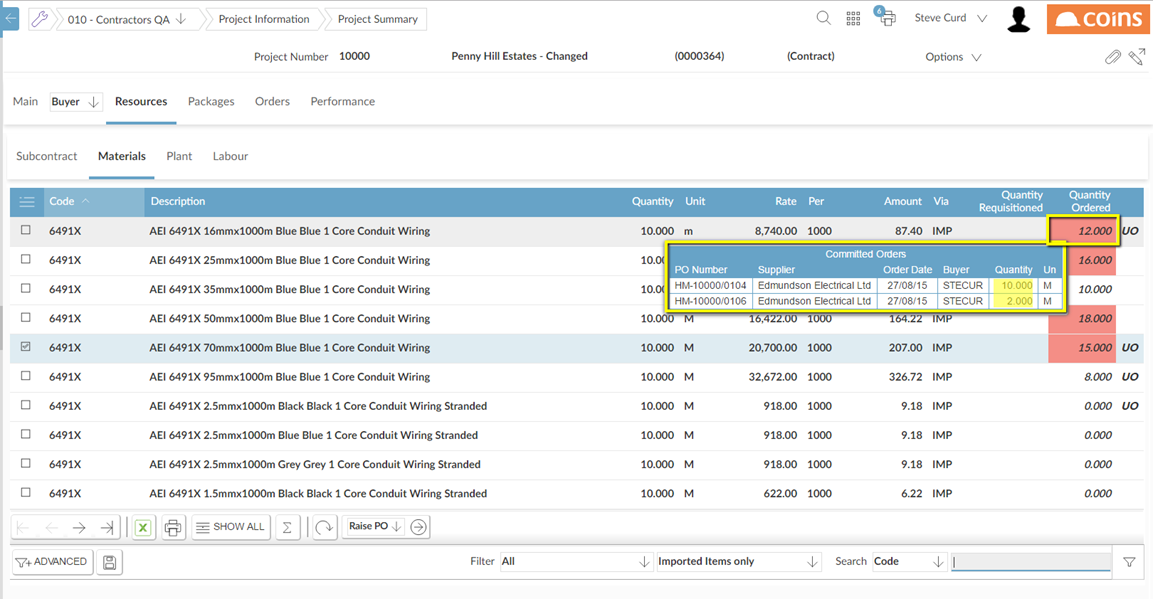 010 - Contractors QA Project Information Project Summary 6 Steve Curd COINS
Project Number 10000 Penny Hill Estates - Changed (0000364) (Contract) Options
Main Buyer Resources Packages Orders Performance
Subcontract Materials Plant Labour
Code Description Quantity Unit Rate Per Amount Via Quantity Requisitioned Quantity Ordered
6491X AEI 6491X 16mmx1000m Blue Blue 1 Core Conduit Wiring 10.000 m 8,740.00 1000 87.40 IMP 12.000 UO
6491X AEI 6491X 25mmx1000m Blue Blue 1 Core Conduit Wiring 16.000
Committed Orders
PO Number Supplier Order Date Buyer Quantity Un
HM-10000/0104 Edmundson Electrical Ltd 27/08/15 STECUR 10.000 M
HM-10000/0106 Edmundson Electrical Ltd 27/08/15 STECUR 2.000 M
6491X AEI 6491X 35mmx1000m Blue Blue 1 Core Conduit Wiring 10.000
6491X AEI 6491X 50mmx1000m Blue Blue 1 Core Conduit Wiring 10.000 M 16,422.00 1000 164.22 IMP 18.000
6491X AEI 6491X 70mmx1000m Blue Blue 1 Core Conduit Wiring 10.000 M 20,700.00 1000 207.00 IMP 15.000 UO
6491X AEI 6491X 95mmx1000m Blue Blue 1 Core Conduit Wiring 10.000 M 32,672.00 1000 326.72 IMP 8.000 UO
6491X AEI 6491X 2.5mmx1000m Black Black 1 Core Conduit Wiring Stranded 10.000 M 918.00 1000 9.18 IMP 0.000 UO
6491X AEI 6491X 2.5mmx1000m Blue Blue 1 Core Conduit Wiring Stranded 10.000 M 918.00 1000 9.18 IMP 0.000
6491X AEI 6491X 2.5mmx1000m Grey Grey 1 Core Conduit Wiring Stranded 10.000 M 918.00 1000 9.18 IMP 0.000
6491X AEI 6491X 1.5mmx1000m Black Black 1 Core Conduit Wiring Stranded 10.000 M 622.00 1000 6.22 IMP 0.000
X SHOW ALL Σ Raise PO
ADVANCED Filter All Imported Items only Search Code